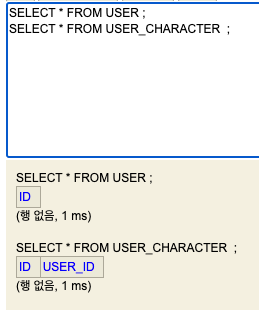 SELECT * FROM USER ;
SELECT * FROM USER_CHARACTER  ;
SELECT * FROM USER ;
ID
(행 없음, 1 ms)
SELECT * FROM USER_CHARACTER  ;
ID USER_ID
(행 없음, 1 ms)